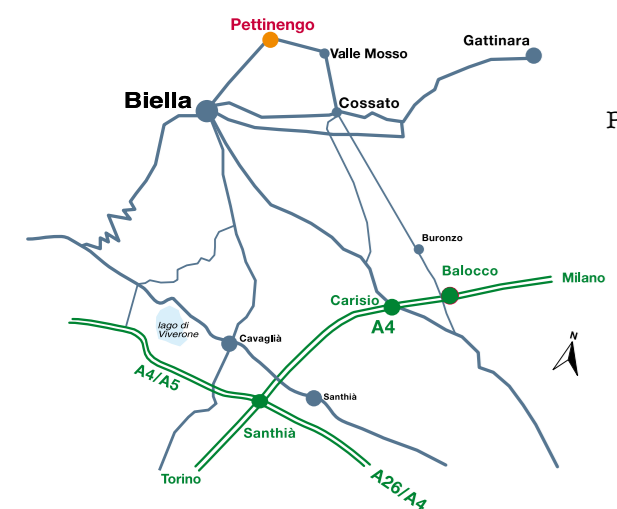 Pettinengo
Valle Mosso
Gattinara
Biella
Cossato
F
Buronzo
Balocco
Milano
Carisio
A4
lago di
Viverone
N
Cavaglià
A4/A5
Santhià
Santhià
Torino
A26/A4